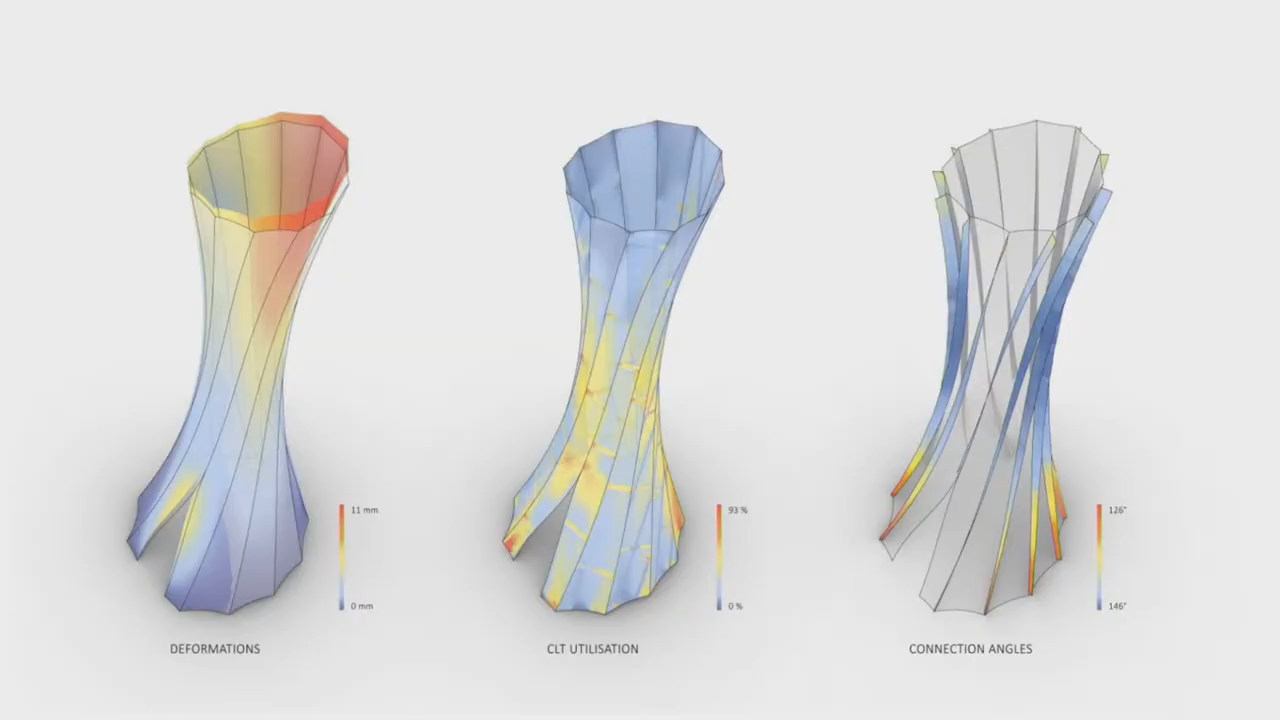 11 mm
0 mm
DEFORMATIONS
93 %
0 %
CLT UTILISATION
126°
146°
CONNECTION ANGLES